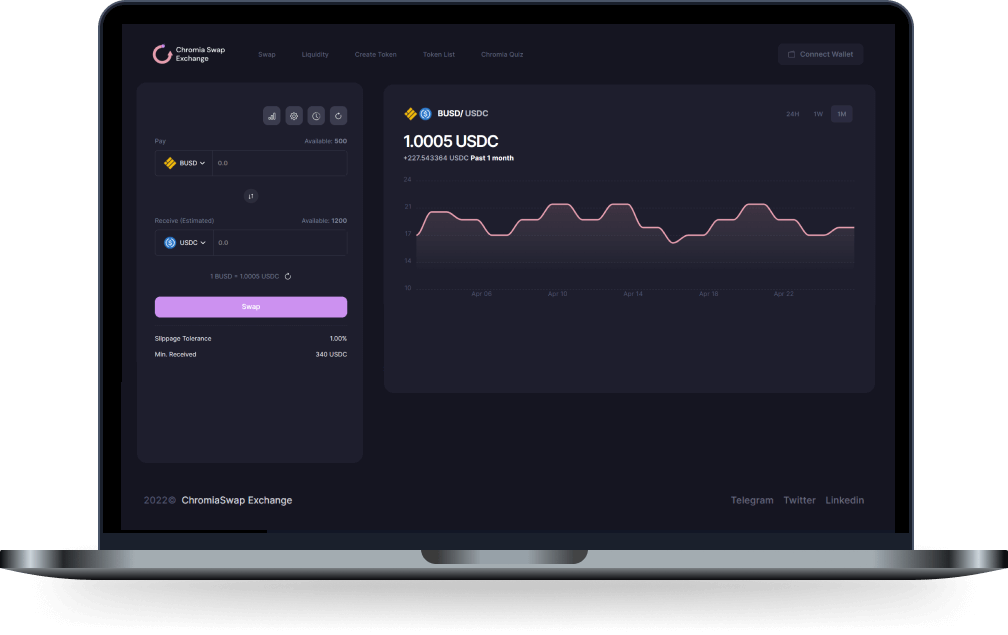 Chromia Swap
Exchange
Swap Liquidity Create Token Token List Chromia Quiz
Connect Wallet
Pay Available: 500
BUSD 0.0
Receive (Estimated) Available: 1200
USDC 0.0
1 BUSD = 1.0005 USDC
Swap
Slippage Tolerance 1.00%
Min. Received 340 USDC
BUSD/ USDC
24H 1W 1M
1.0005 USDC
+227.543364 USDC Past 1 month
24
21
17
14
10
Apr 06 Apr 10 Apr 14 Apr 18 Apr 22
2022© ChromiaSwap Exchange
Telegram Twitter Linkedin